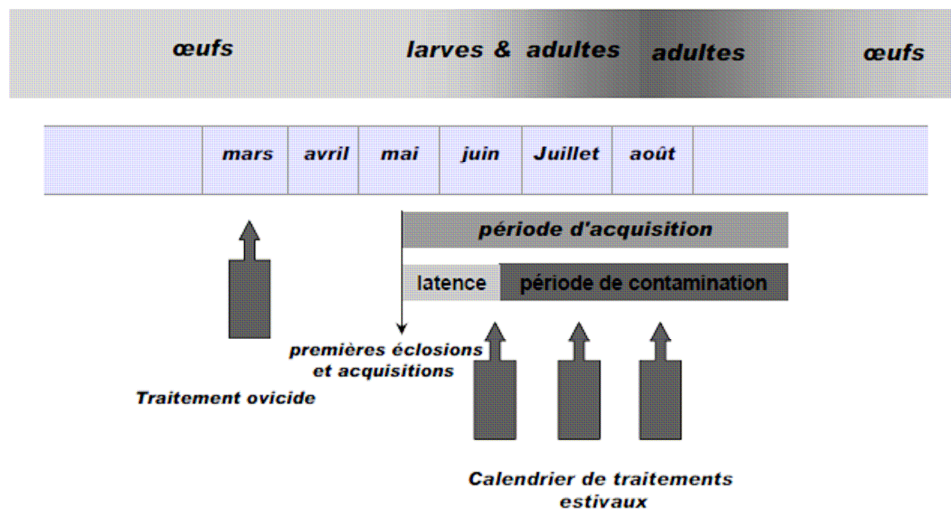 œufs larves & adultes adultes œufs
mars avril mai juin Juillet août
période d'acquisition
latence période de contamination
premières éclosions
et acquisitions
Traitement ovicide
Calendrier de traitements
estivaux